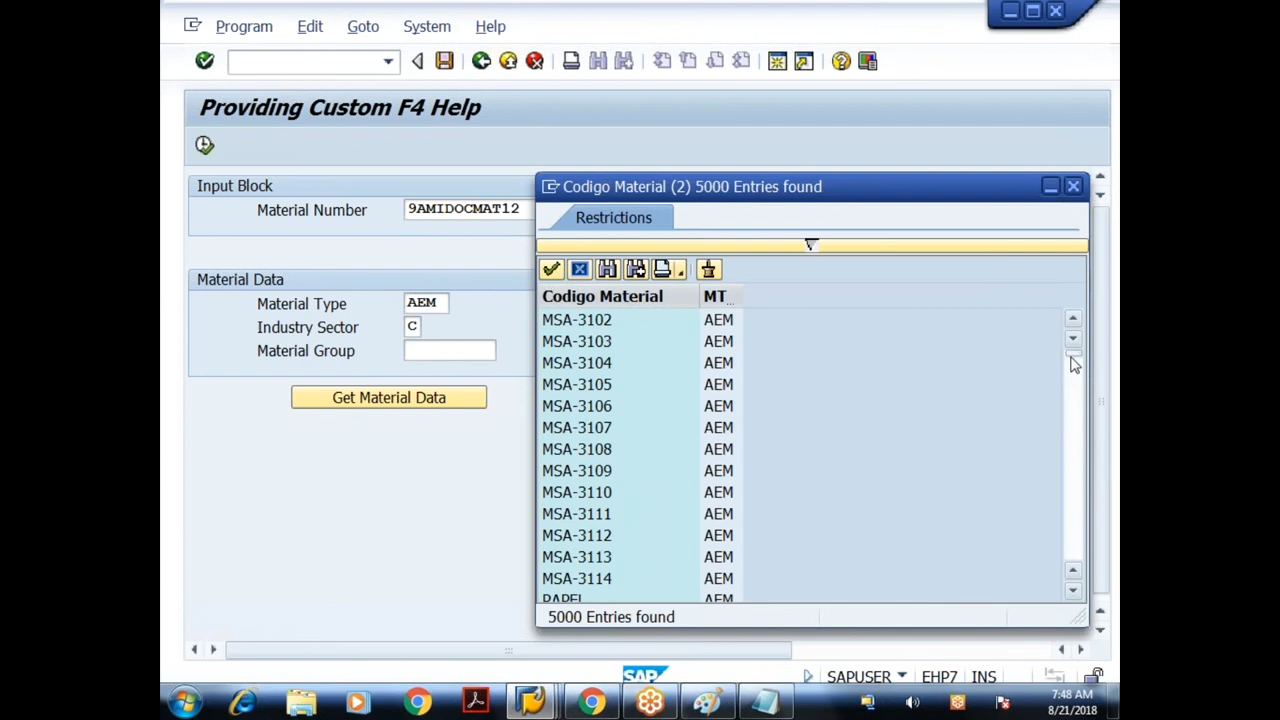 Program Edit Goto System Help
Providing Custom F4 Help
Input Block
Material Number 9AMIDOCMAT12
Material Data
Material Type AEM
Industry Sector C
Material Group
Get Material Data
Codigo Material (2) 5000 Entries found
Restrictions
Codigo Material MT...
MSA-3102 AEM
MSA-3103 AEM
MSA-3104 AEM
MSA-3105 AEM
MSA-3106 AEM
MSA-3107 AEM
MSA-3108 AEM
MSA-3109 AEM
MSA-3110 AEM
MSA-3111 AEM
MSA-3112 AEM
MSA-3113 AEM
MSA-3114 AEM
PAPEL AEM
5000 Entries found
SAP SAPUSER EHP7 INS
7:48 AM
8/21/2018